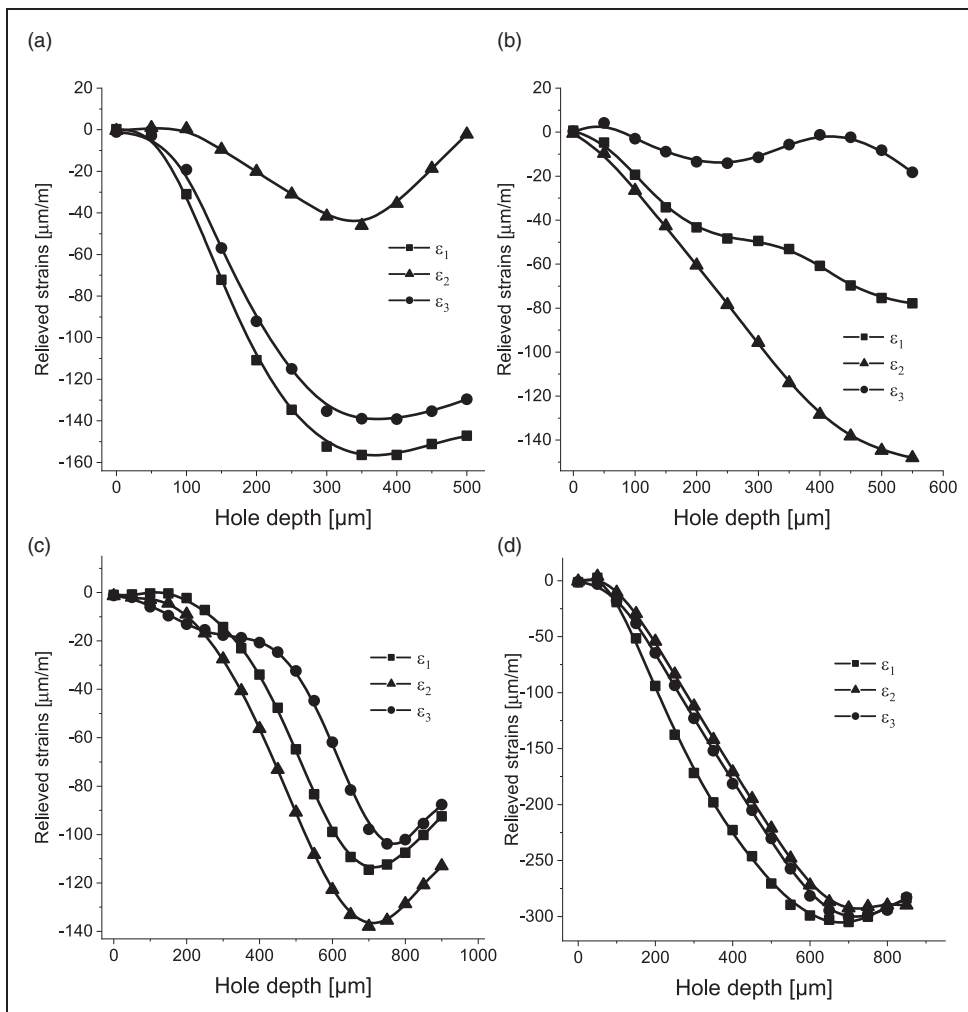 (a)
20
0
-20
-40
-60
-80
-100
-120
-140
-160
Relieved strains [µm/m]
ε1
ε2
ε3
0 100 200 300 400 500
Hole depth [µm]
(b)
20
0
-20
-40
-60
-80
-100
-120
-140
Relieved strains [µm/m]
ε1
ε2
ε3
0 100 200 300 400 500 600
Hole depth [µm]
(c)
0
-20
-40
-60
-80
-100
-120
-140
Relieved strains [µm/m]
ε1
ε2
ε3
0 200 400 600 800 1000
Hole depth [µm]
(d)
0
-50
-100
-150
-200
-250
-300
Relieved strains [µm/m]
ε1
ε2
ε3
0 200 400 600 800
Hole depth [µm]